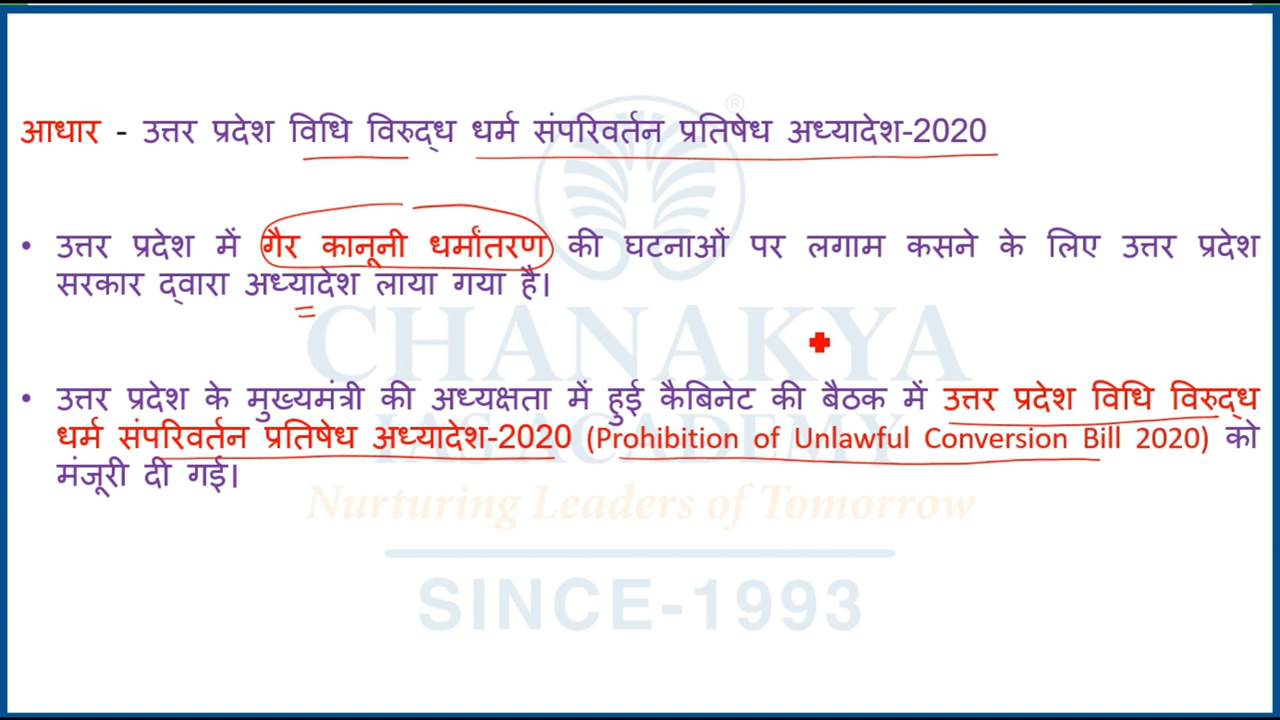 आधार - उत्तर प्रदेश विधि विरुद्ध धर्म संपरिवर्तन प्रतिषेध अध्यादेश-2020
• उत्तर प्रदेश में गैर कानूनी धर्मांतरण की घटनाओं पर लगाम कसने के लिए उत्तर प्रदेश
सरकार द्वारा अध्यादेश लाया गया है।
• उत्तर प्रदेश के मुख्यमंत्री की अध्यक्षता में हुई कैबिनेट की बैठक में उत्तर प्रदेश विधि विरुद्ध
धर्म संपरिवर्तन प्रतिषेध अध्यादेश-2020 (Prohibition of Unlawful Conversion Bill 2020) को
मंजूरी दी गई।
®
CHANAKYA
IAS ACADEMY
Nurturing Leaders of Tomorrow
SINCE-1993